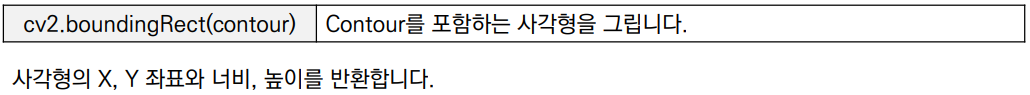 cv2.boundingRect(contour) Contour를 포함하는 사각형을 그립니다.
사각형의 X, Y 좌표와 너비, 높이를 반환합니다.